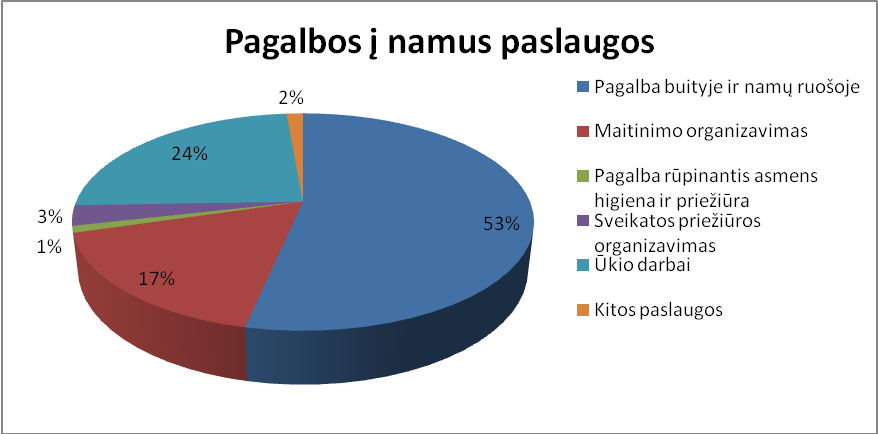 Pagalbos į namus paslaugos
2%
24%
3%
1%
17%
53%
Pagalba buityje ir namų ruošoje
Maitinimo organizavimas
Pagalba rūpinantis asmens
higiena ir priežiūra
Sveikatos priežiūros
organizavimas
Ūkio darbai
Kitos paslaugos